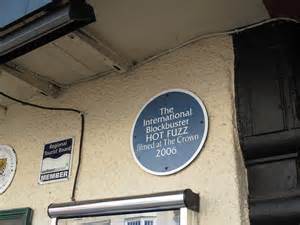 The
International
Blockbuster
HOT FUZZ
filmed at The Crown
2006
Regional
Tourist Board
MEMBER